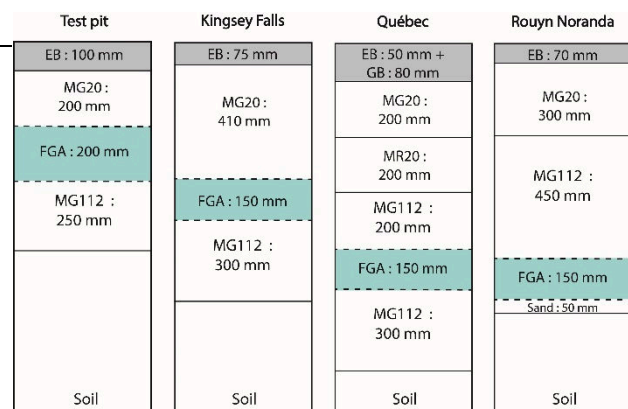 Test pit
EB : 100 mm
MG20 :
200 mm
FGA : 200 mm
MG112 :
250 mm
Soil
Kingsey Falls
EB : 75 mm
MG20 :
410 mm
FGA : 150 mm
MG112 :
300 mm
Soil
Québec
EB : 50 mm +
GB : 80 mm
MG20 :
200 mm
MR20 :
200 mm
MG112 :
200 mm
FGA : 150 mm
MG112 :
300 mm
Soil
Rouyn Noranda
EB : 70 mm
MG20 :
300 mm
MG112 :
450 mm
FGA : 150 mm
Sand : 50 mm
Soil